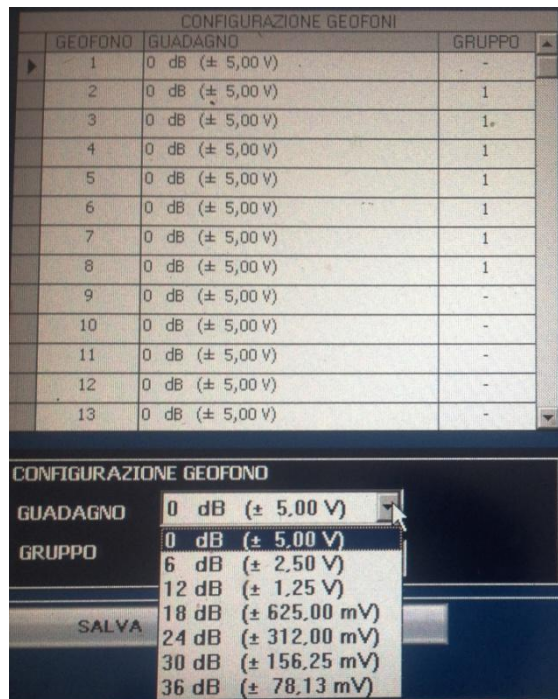 CONFIGURAZIONE GEOFONI
GEOFONO GUADAGNO GRUPPO
1 0 dB (± 5,00 V) -
2 0 dB (± 5,00 V) 1
3 0 dB (± 5,00 V) 1
4 0 dB (± 5,00 V) 1
5 0 dB (± 5,00 V) 1
6 0 dB (± 5,00 V) 1
7 0 dB (± 5,00 V) 1
8 0 dB (± 5,00 V) 1
9 0 dB (± 5,00 V) -
10 0 dB (± 5,00 V) -
11 0 dB (± 5,00 V) -
12 0 dB (± 5,00 V) -
13 0 dB (± 5,00 V) -
CONFIGURAZIONE GEOFONO
GUADAGNO 0 dB (± 5,00 V)
GRUPPO
0 dB (± 5,00 V)
6 dB (± 2,50 V)
12 dB (± 1,25 V)
18 dB (± 625,00 mV)
24 dB (± 312,00 mV)
30 dB (± 156,25 mV)
36 dB (± 78,13 mV)
SALVA